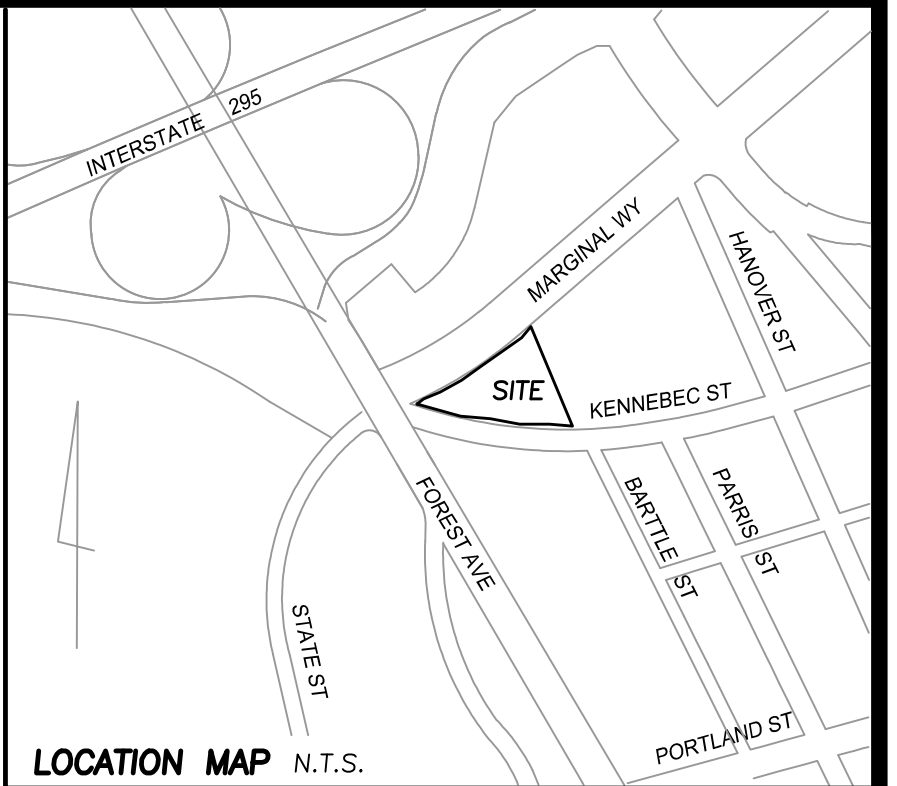 INTERSTATE 295
MARGINAL WY
HANOVER ST
SITE
KENNEBEC ST
FOREST AVE
BARTTLE ST
PARRIS ST
STATE ST
PORTLAND ST
LOCATION MAP N.T.S.